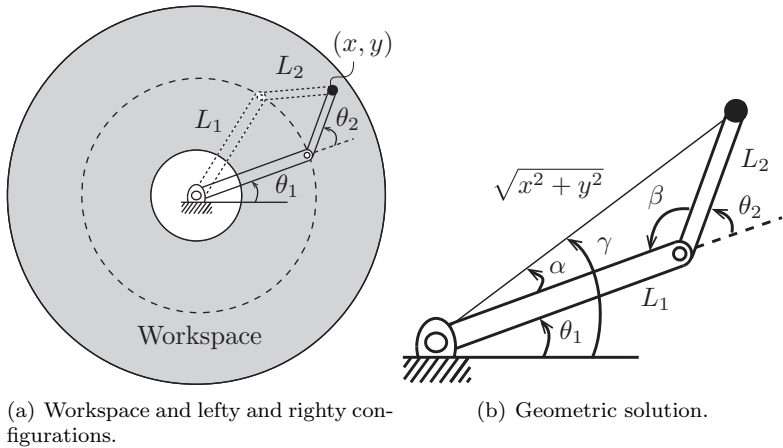 (x, y)
L₂
L₁
θ₂
θ₁
Workspace
(a) Workspace and lefty and righty con-
figurations.
√x² + y²
L₂
β
θ₂
α
γ
L₁
θ₁
(b) Geometric solution.